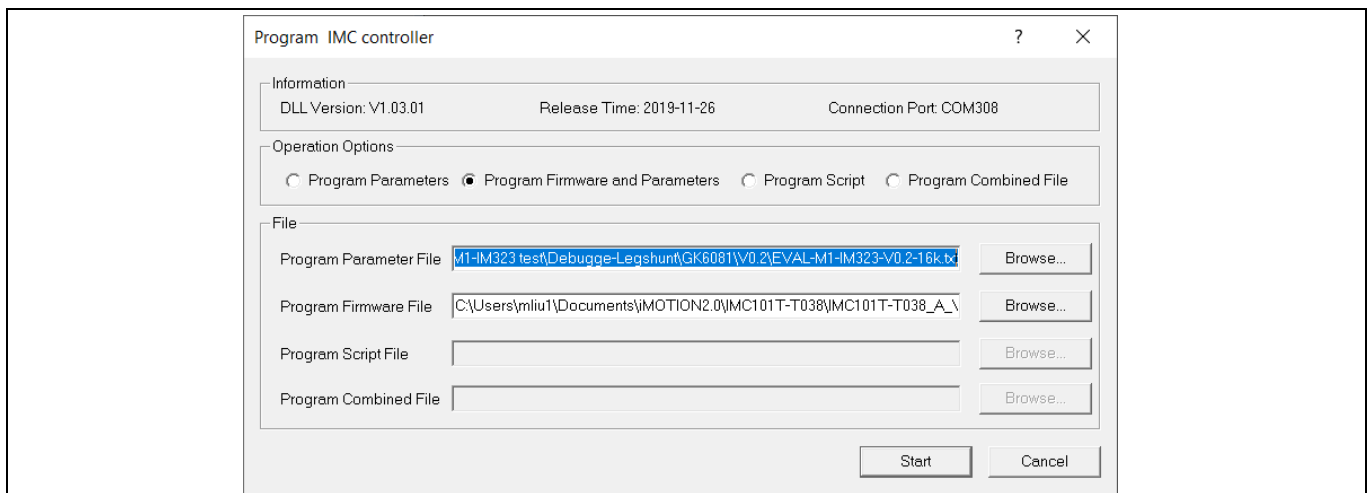 Program IMC controller ? ×
Information
DLL Version: V1.03.01 Release Time: 2019-11-26 Connection Port: COM308
Operation Options
Program Parameters Program Firmware and Parameters Program Script Program Combined File
File
Program Parameter File M1-IM323 test\Debugge-Legshunt\GK6081\V0.2\EVAL-M1-IM323-V0.2-16k.txt Browse...
Program Firmware File C:\Users\mliu1\Documents\iMOTION2.0\IMC101T-T038\IMC101T-T038_A_\ Browse...
Program Script File Browse...
Program Combined File Browse...
Start Cancel